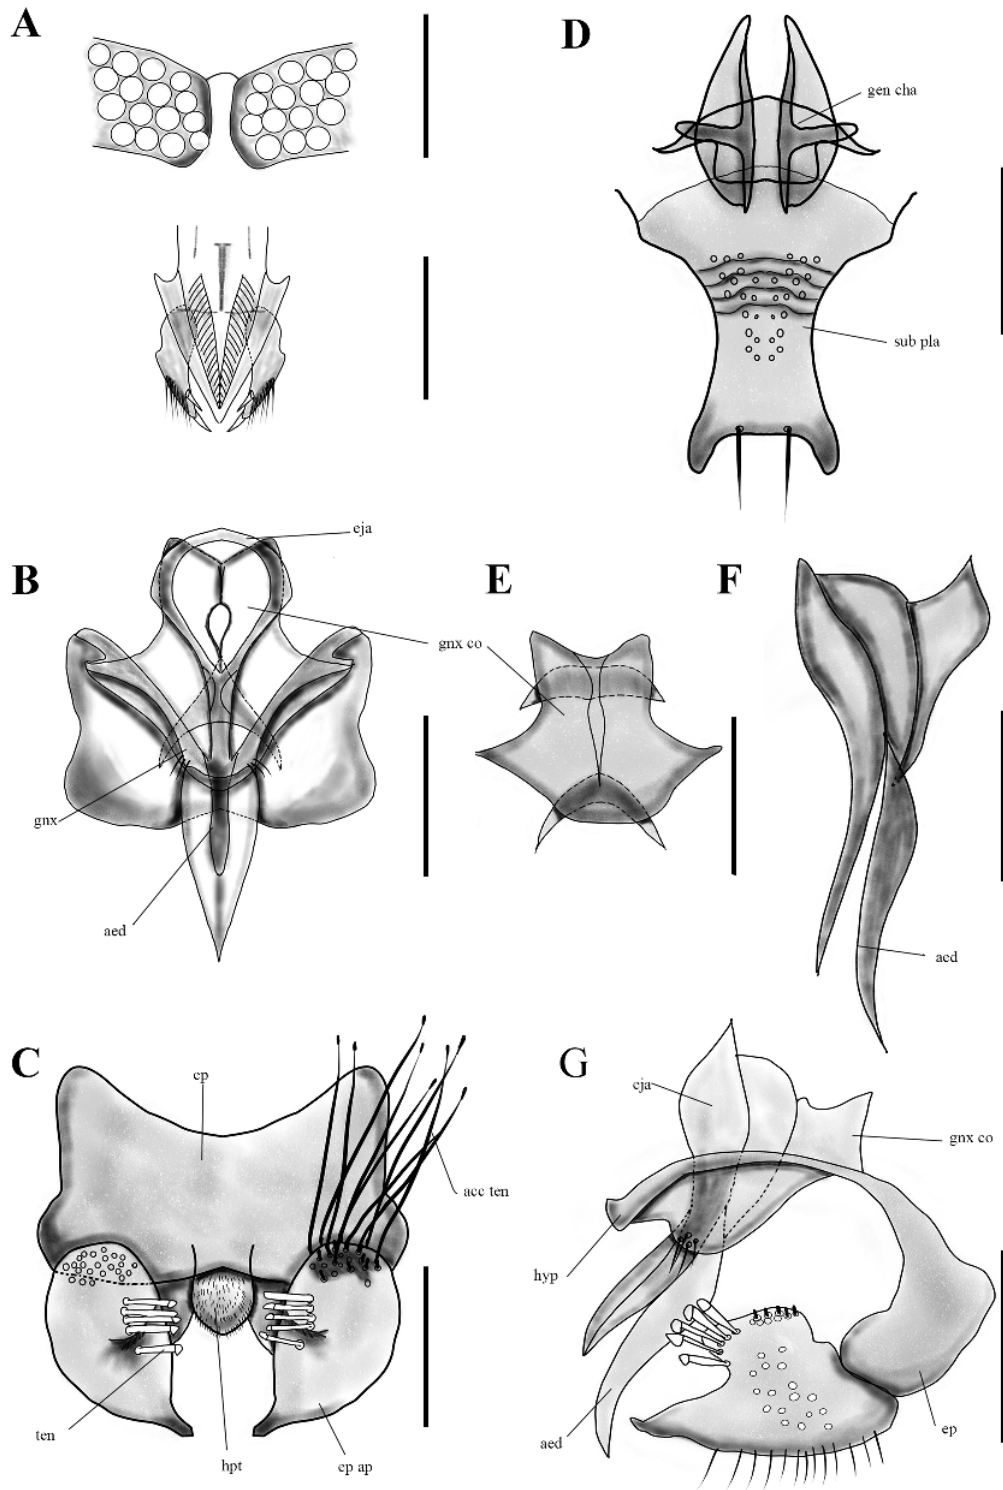 A
D
gen cha
sub pla
B
eja
gnx co
gnx
aed
E
F
aed
C
cp
acc ten
ten
hpt
ep ap
G
eja
gnx co
hyp
aed
ep